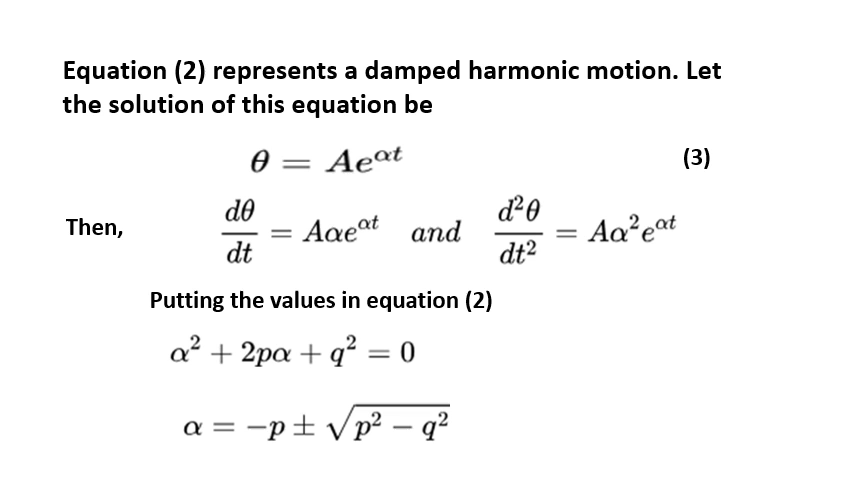 Equation (2) represents a damped harmonic motion. Let
the solution of this equation be
θ = Ae^{αt} (3)
Then, \frac{dθ}{dt} = Aαe^{αt} and \frac{d²θ}{dt²} = Aα²e^{αt}
Putting the values in equation (2)
α² + 2pα + q² = 0
α = −p ± √(p² − q²)